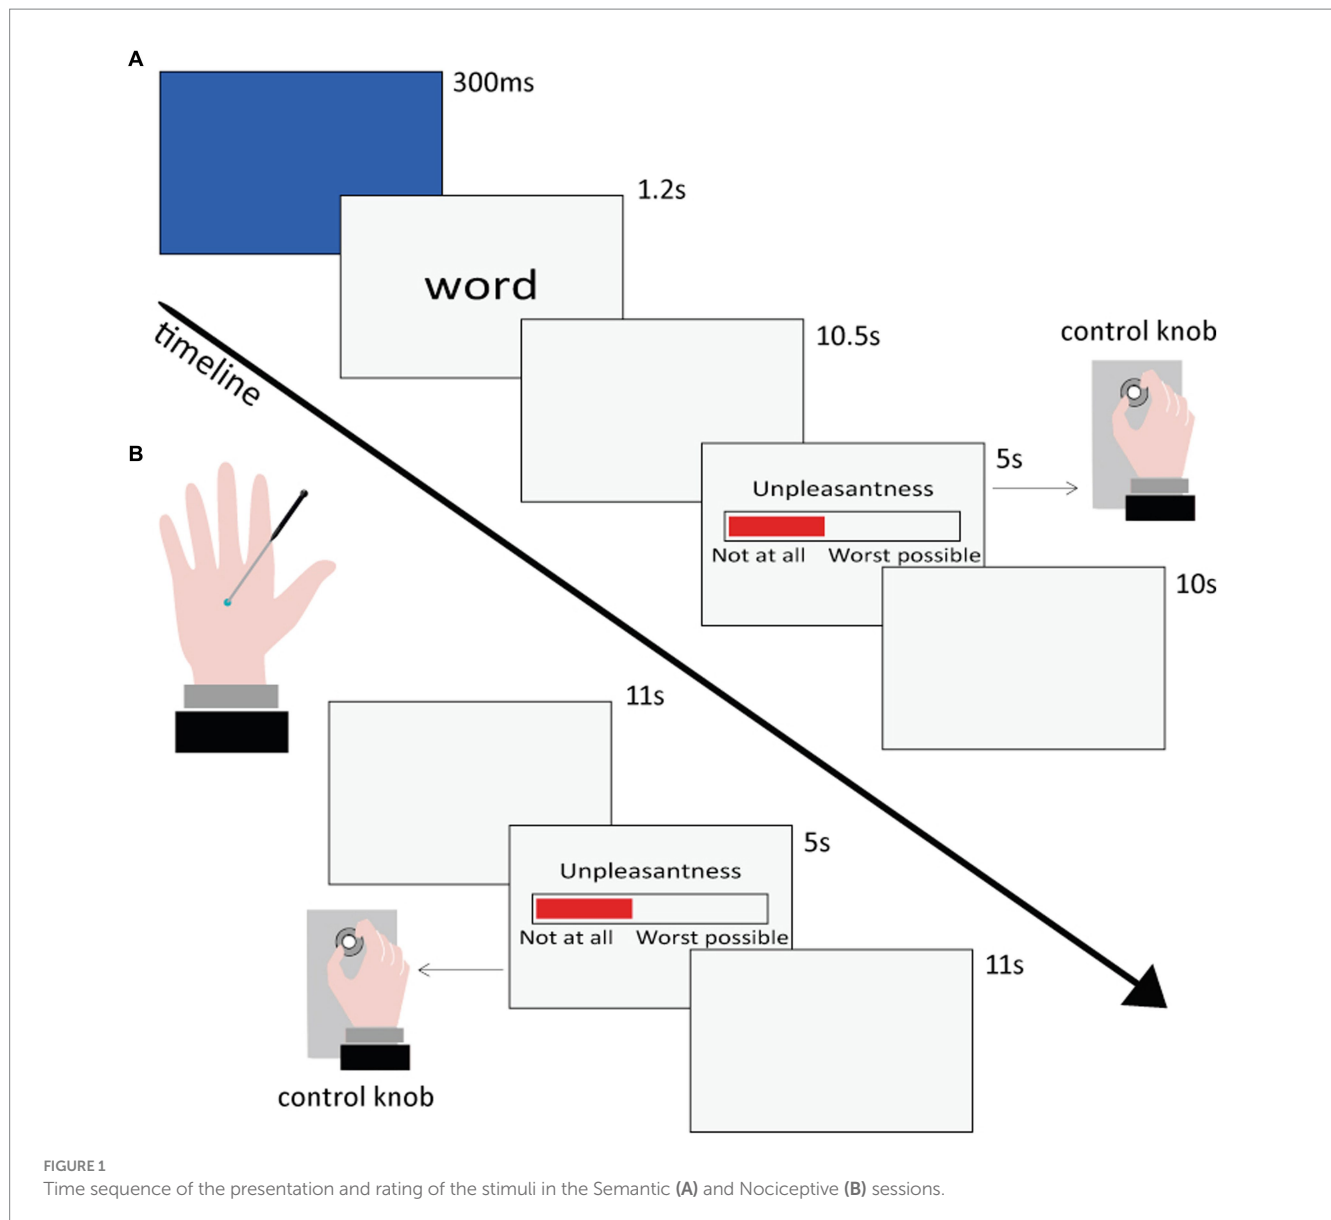 A
300ms
1.2s
word
timeline
10.5s
control knob
5s
Unpleasantness
Not at all Worst possible
10s
B
11s
5s
Unpleasantness
Not at all Worst possible
11s
control knob
FIGURE 1
Time sequence of the presentation and rating of the stimuli in the Semantic (A) and Nociceptive (B) sessions.